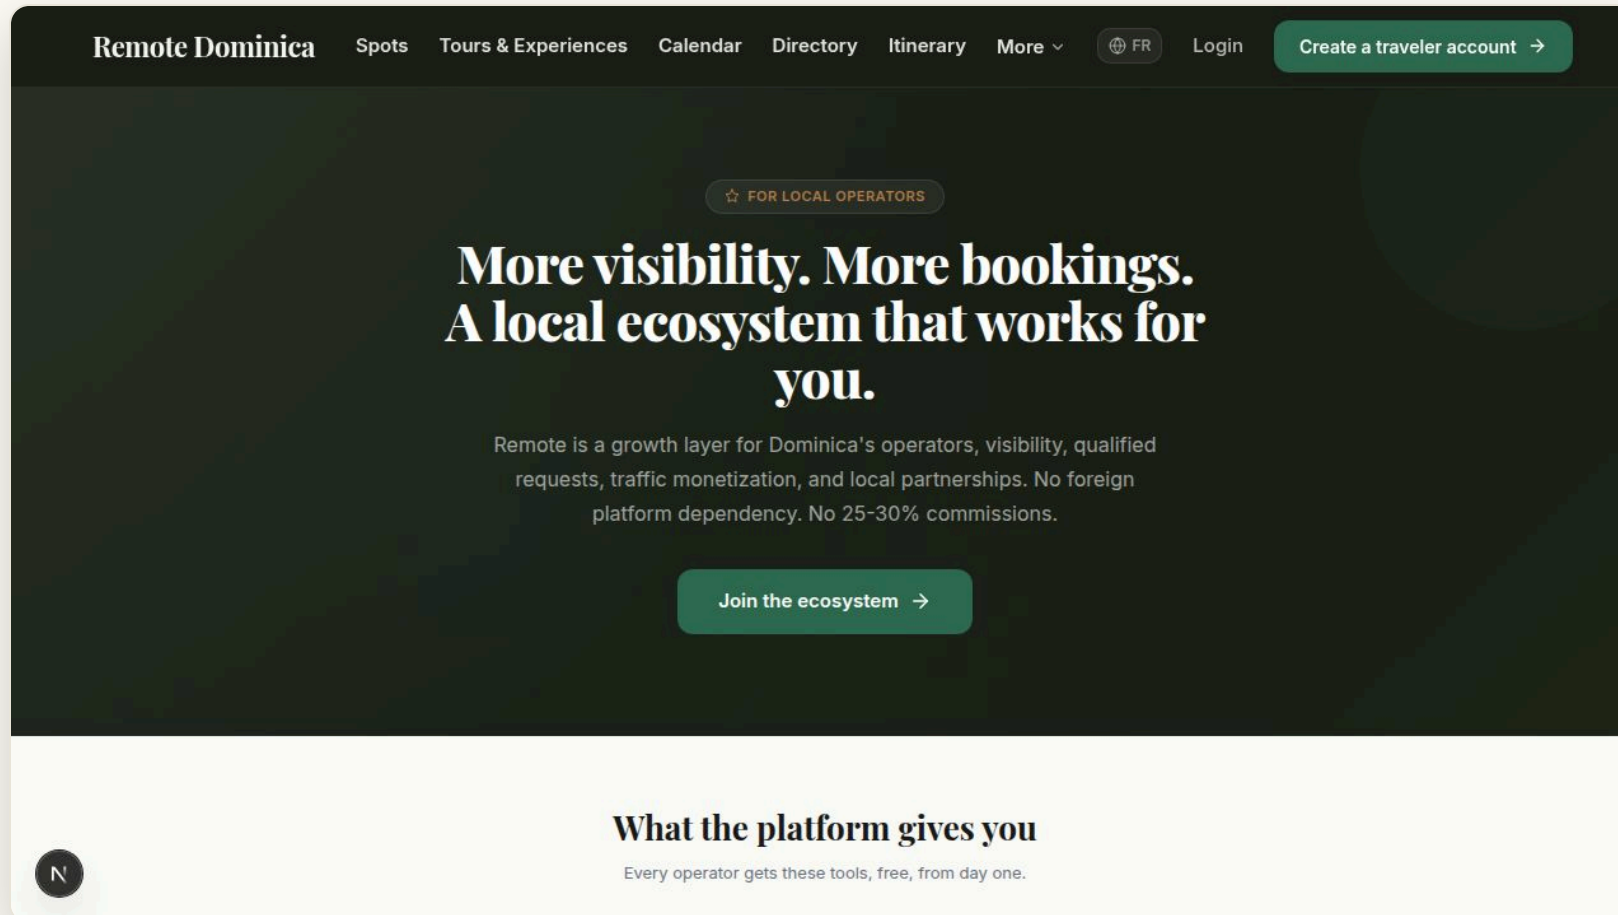 Remote Dominica
Spots
Tours & Experiences
Calendar
Directory
Itinerary
More
FR
Login
Create a traveler account
FOR LOCAL OPERATORS
More visibility. More bookings.
A local ecosystem that works for
you.
Remote is a growth layer for Dominica's operators, visibility, qualified
requests, traffic monetization, and local partnerships. No foreign
platform dependency. No 25-30% commissions.
Join the ecosystem
What the platform gives you
Every operator gets these tools, free, from day one.
N